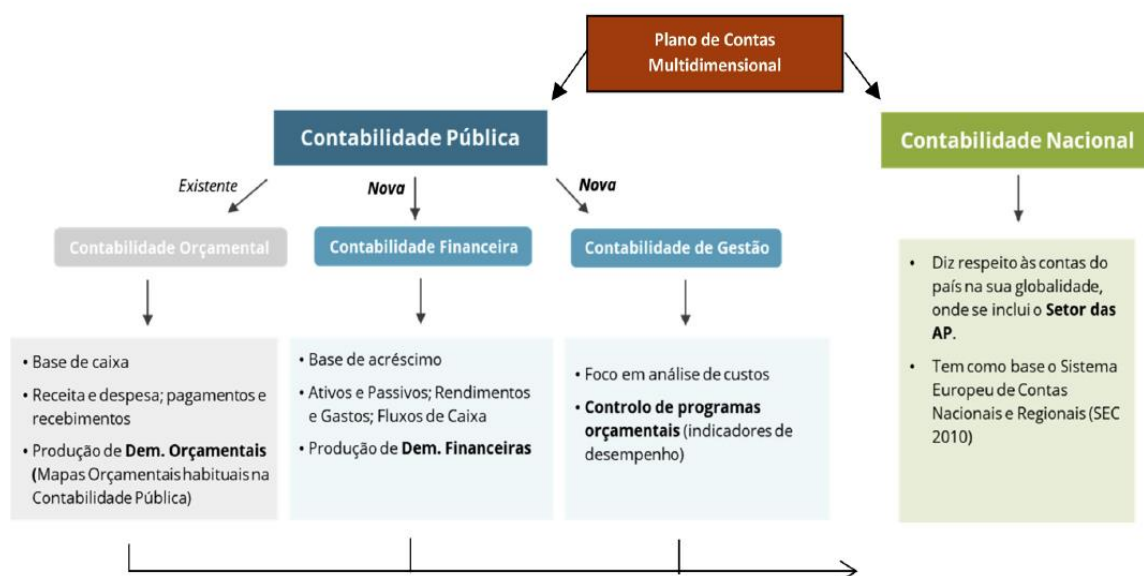 Plano de Contas
Multidimensional
Contabilidade Pública
Contabilidade Nacional
Existente
Nova
Nova
Contabilidade Orçamental
Contabilidade Financeira
Contabilidade de Gestão
• Base de caixa
• Receita e despesa; pagamentos e
recebimentos
• Produção de Dem. Orçamentais
(Mapas Orçamentais habituais na
Contabilidade Pública)
• Base de acréscimo
• Ativos e Passivos; Rendimentos
e Gastos; Fluxos de Caixa
• Produção de Dem. Financeiras
• Foco em análise de custos
• Controlo de programas
orçamentais (indicadores de
desempenho)
• Diz respeito às contas do
país na sua globalidade,
onde se inclui o Setor das
AP.
• Tem como base o Sistema
Europeu de Contas
Nacionais e Regionais (SEC
2010)